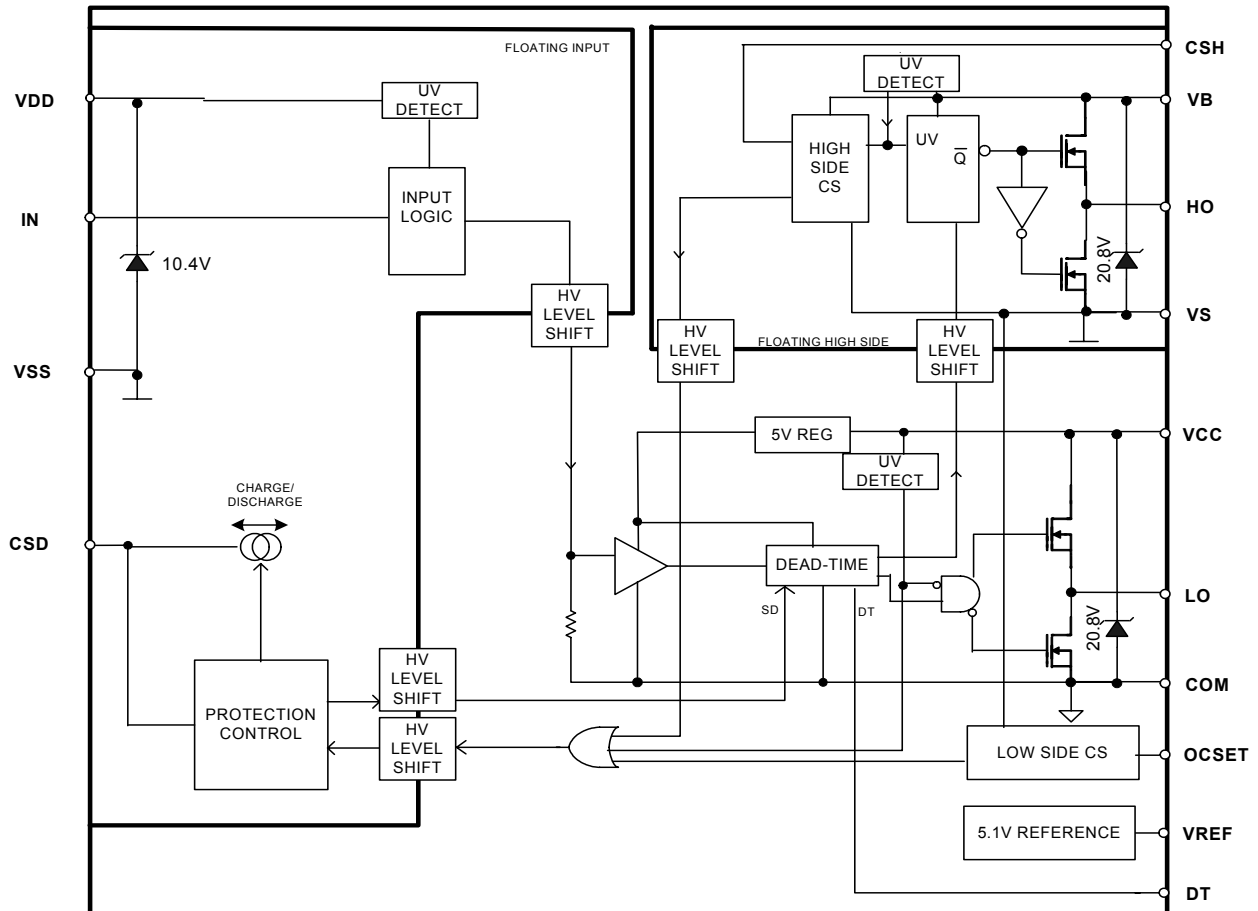 FLOATING INPUT
CSH
UV
DETECT
VDD
UV
DETECT
VB
HIGH
SIDE
CS
UV
Q
INPUT
LOGIC
IN
HO
10.4V
20.8V
HV
LEVEL
SHIFT
VS
HV
LEVEL
SHIFT
FLOATING HIGH SIDE
HV
LEVEL
SHIFT
VSS
5V REG
VCC
UV
DETECT
CHARGE/
DISCHARGE
CSD
DEAD-TIME
SD
DT
LO
20.8V
HV
LEVEL
SHIFT
COM
PROTECTION
CONTROL
HV
LEVEL
SHIFT
LOW SIDE CS
OCSET
5.1V REFERENCE
VREF
DT